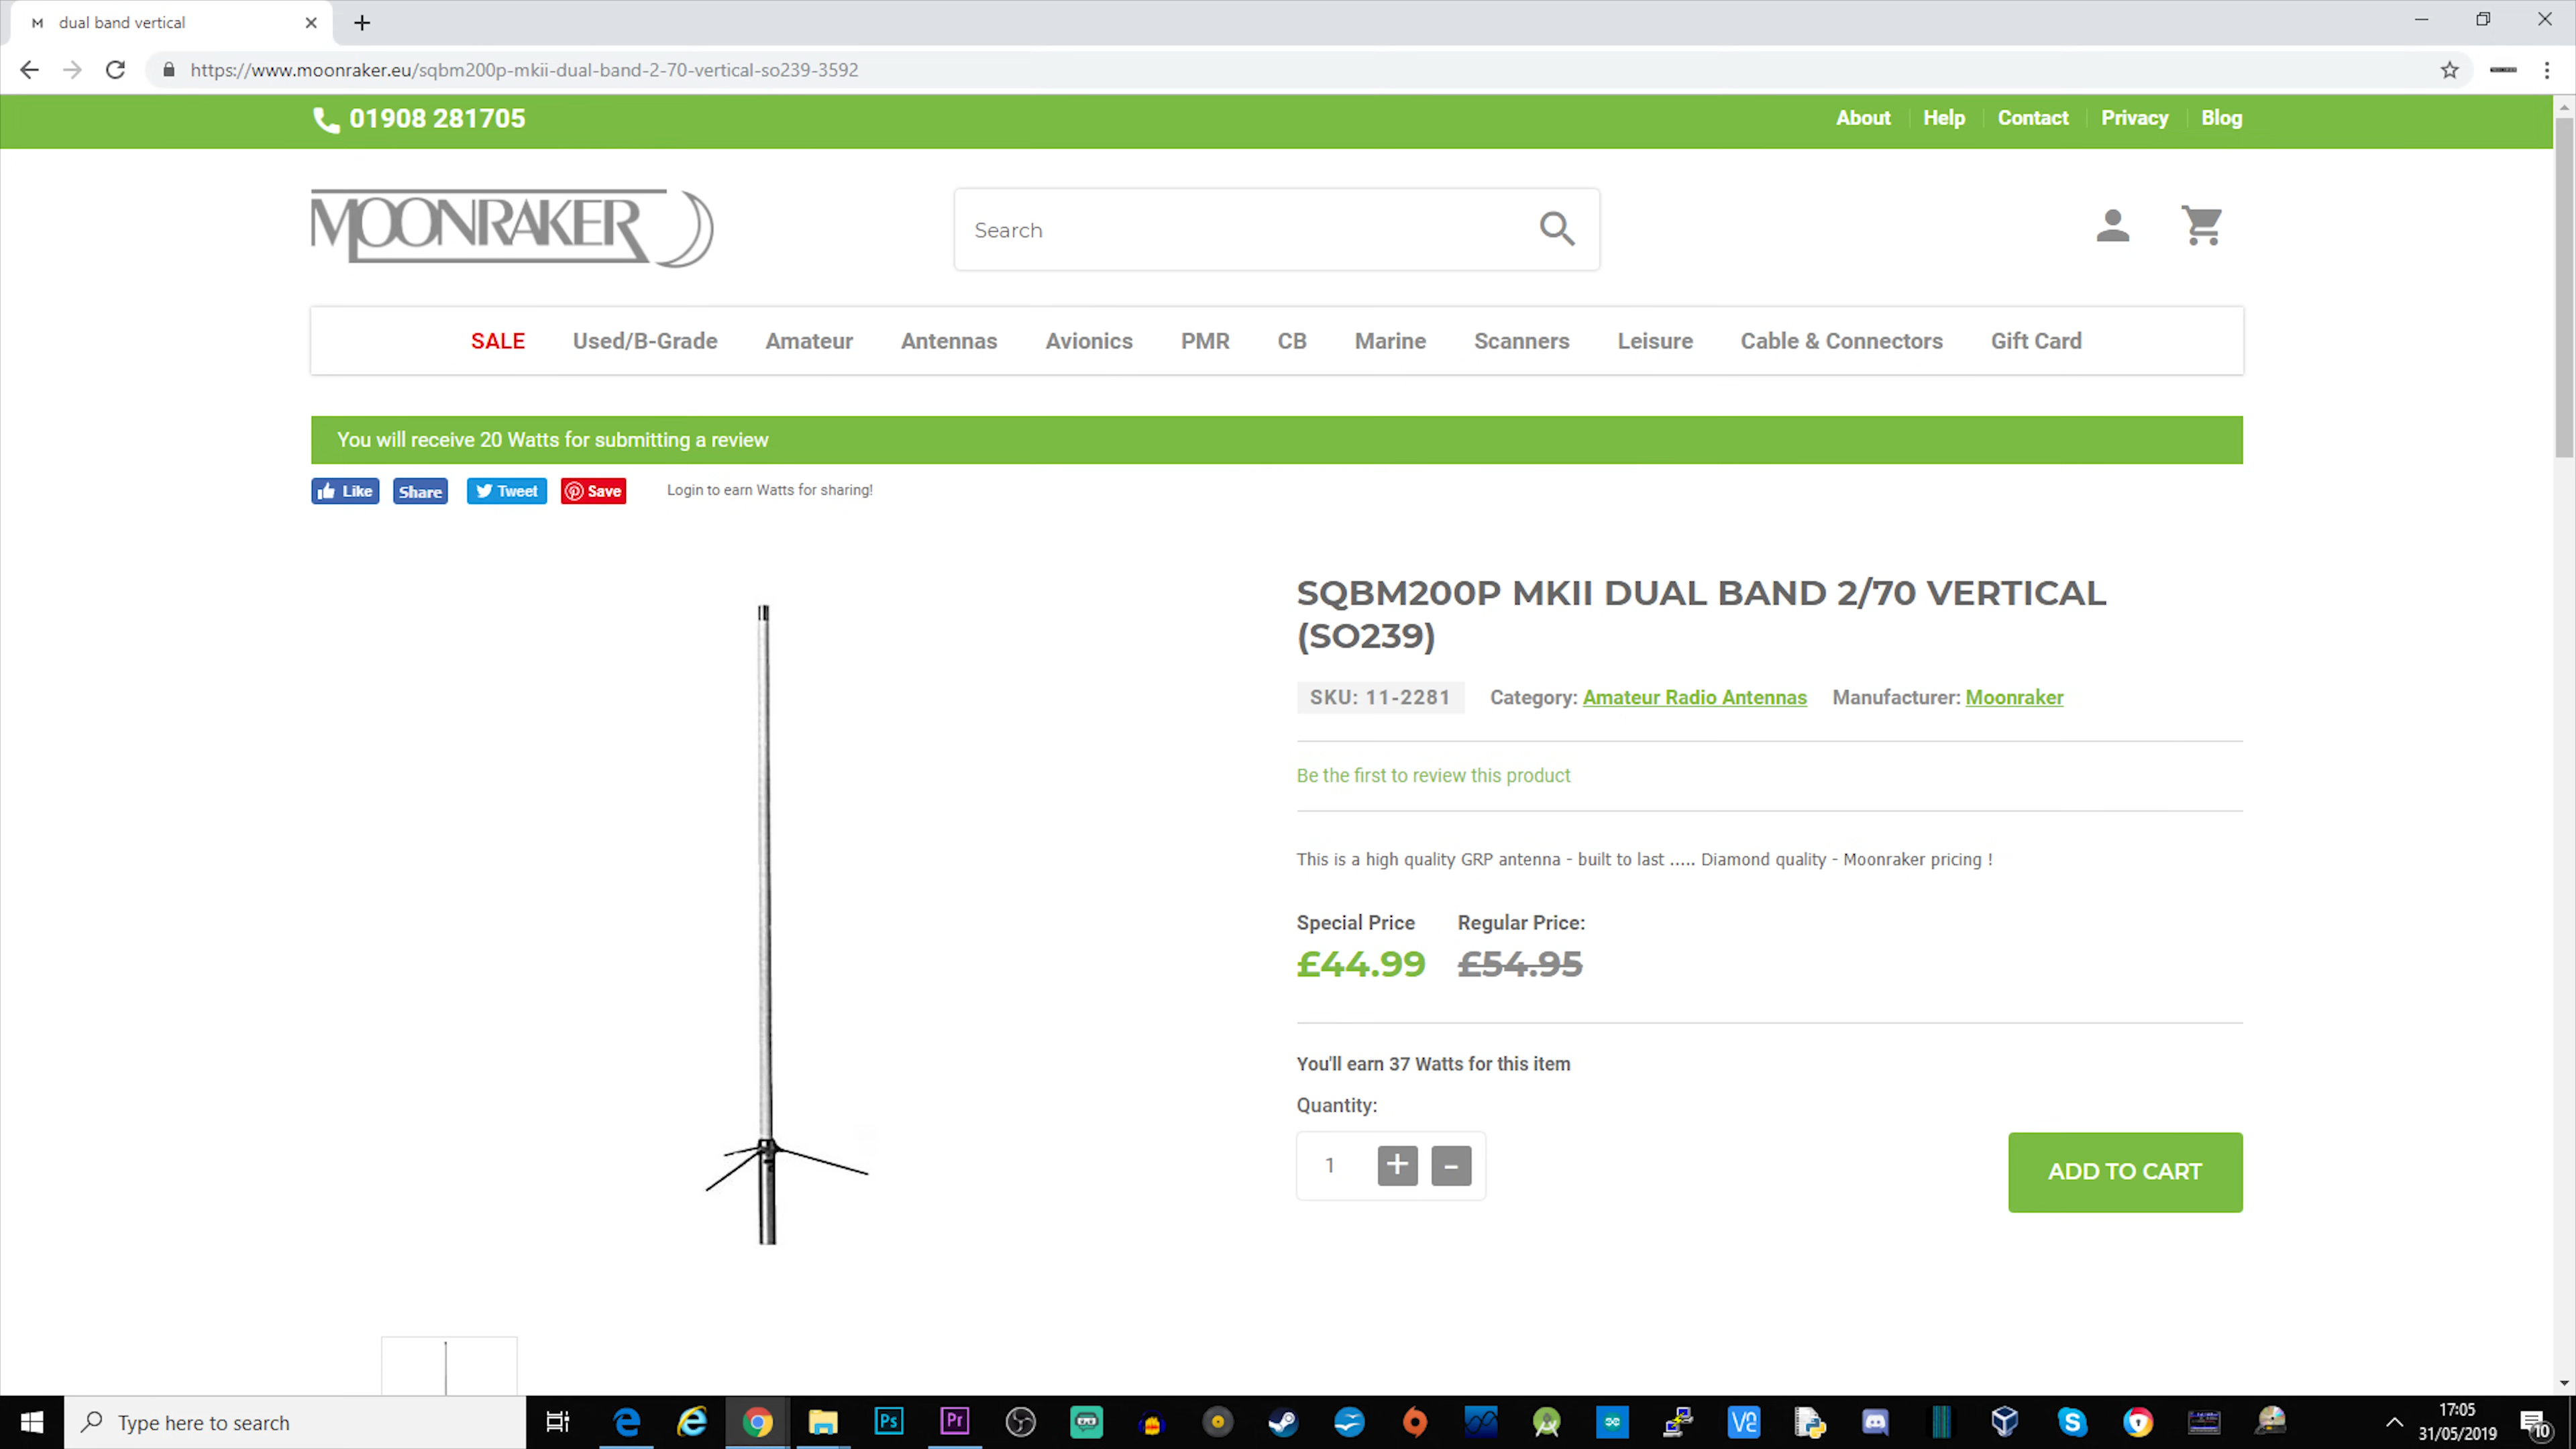 dual band vertical
https://www.moonraker.eu/sqbm200p-mkii-dual-band-2-70-vertical-so239-3592
01908 281705
About Help Contact Privacy Blog
MOONRAKER
Search
SALE Used/B-Grade Amateur Antennas Avionics PMR CB Marine Scanners Leisure Cable & Connectors Gift Card
You will receive 20 Watts for submitting a review
Like Share Tweet Save Login to earn Watts for sharing!
SQBM200P MKII DUAL BAND 2/70 VERTICAL
(SO239)
SKU: 11-2281 Category: Amateur Radio Antennas Manufacturer: Moonraker
Be the first to review this product
This is a high quality GRP antenna - built to last ..... Diamond quality - Moonraker pricing !
Special Price Regular Price:
£44.99 £54.95
You'll earn 37 Watts for this item
Quantity:
1 + -
ADD TO CART
Type here to search
Ps Pr
17:05
31/05/2019
10